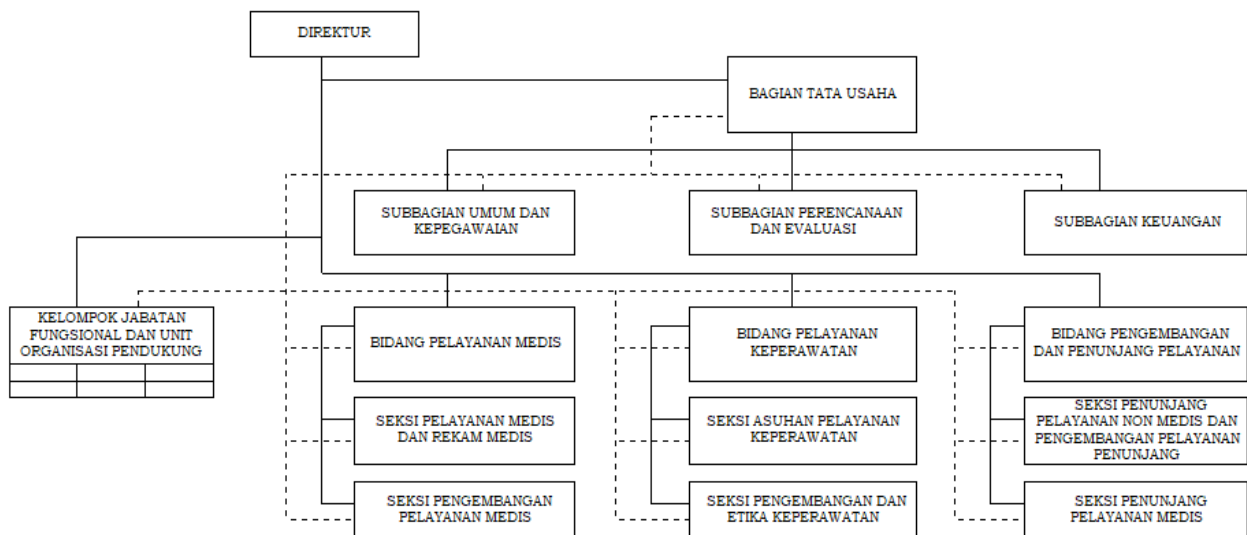 DIREKTUR
BAGIAN TATA USAHA
SUBBAGIAN UMUM DAN
KEPEGAWAIAN
SUBBAGIAN PERENCANAAN
DAN EVALUASI
SUBBAGIAN KEUANGAN
KELOMPOK JABATAN
FUNGSIONAL DAN UNIT
ORGANISASI PENDUKUNG
BIDANG PELAYANAN MEDIS
BIDANG PELAYANAN
KEPERAWATAN
BIDANG PENGEMBANGAN
DAN PENUNJANG PELAYANAN
SEKSI PELAYANAN MEDIS
DAN REKAM MEDIS
SEKSI ASUHAN PELAYANAN
KEPERAWATAN
SEKSI PENUNJANG
PELAYANAN NON MEDIS DAN
PENGEMBANGAN PELAYANAN
PENUNJANG
SEKSI PENGEMBANGAN
PELAYANAN MEDIS
SEKSI PENGEMBANGAN DAN
ETIKA KEPERAWATAN
SEKSI PENUNJANG
PELAYANAN MEDIS